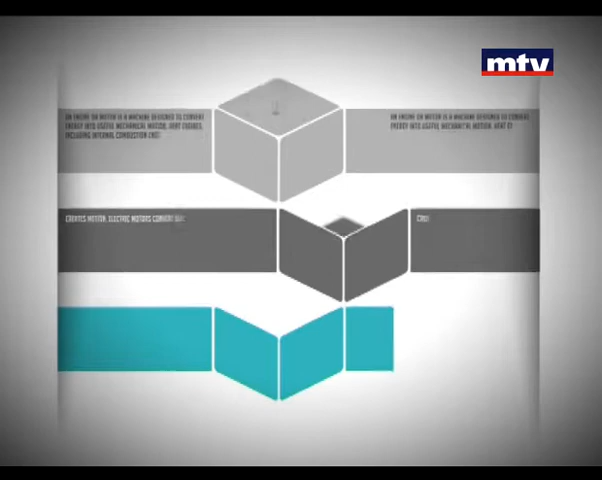 mtv
AN ENGINE OR MOTOR IS A MACHINE DESIGNED TO CONVERT
ENERGY INTO USEFUL MECHANICAL MOTION. HEAT ENGINES,
INCLUDING INTERNAL COMBUSTION
AN ENGINE OR MOTOR IS A MACHINE DESIGNED TO CONVERT
ENERGY INTO USEFUL MECHANICAL MOTION. HEAT
CREATES MOTION. ELECTRIC MOTORS CONVERT